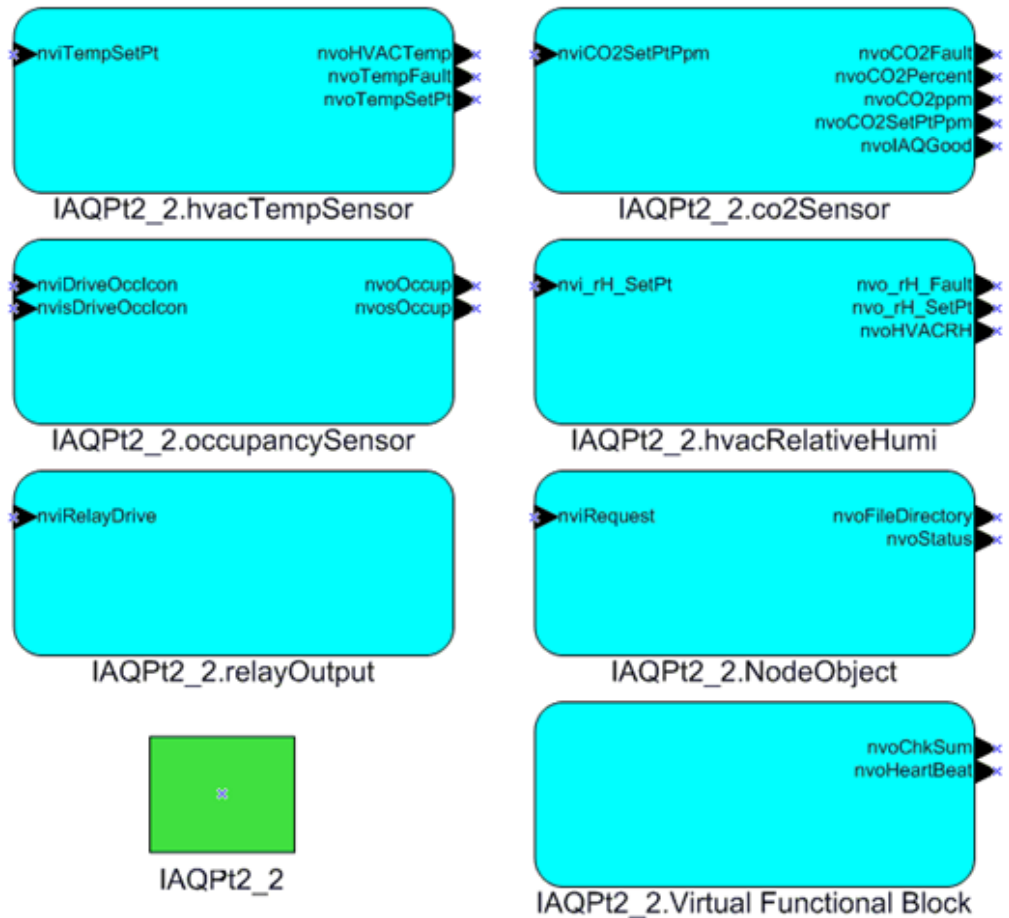 nviTempSetPt
nvoHVACTemp
nvoTempFault
nvoTempSetPt
IAQPt2_2.hvacTempSensor
nviCO2SetPtPpm
nvoCO2Fault
nvoCO2Percent
nvoCO2ppm
nvoCO2SetPtPpm
nvoIAQGood
IAQPt2_2.co2Sensor
nviDriveOccIcon
nvisDriveOccIcon
nvoOccup
nvosOccup
IAQPt2_2.occupancySensor
nvi_rH_SetPt
nvo_rH_Fault
nvo_rH_SetPt
nvoHVACRH
IAQPt2_2.hvacRelativeHumi
nviRelayDrive
IAQPt2_2.relayOutput
nviRequest
nvoFileDirectory
nvoStatus
IAQPt2_2.NodeObject
IAQPt2_2
nvoChkSum
nvoHeartBeat
IAQPt2_2.Virtual Functional Block